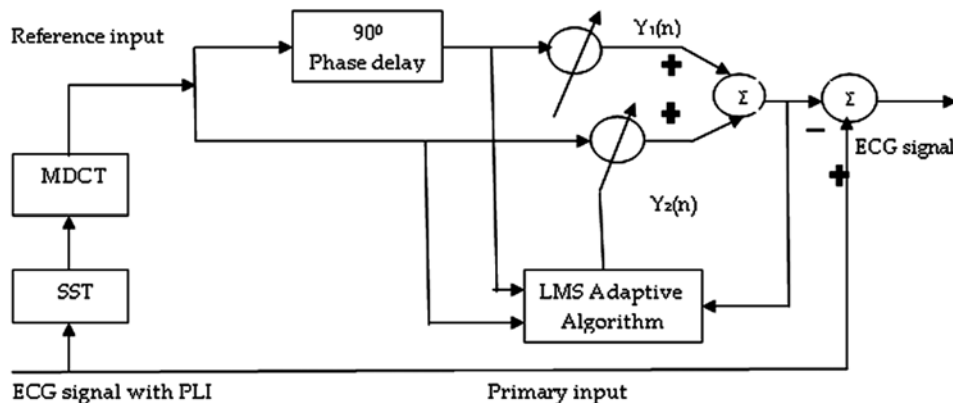 Reference input
90⁰
Phase delay
Y₁(n)
+
+
Σ
Σ
−
ECG signal
+
MDCT
Y₂(n)
SST
LMS Adaptive
Algorithm
ECG signal with PLI
Primary input